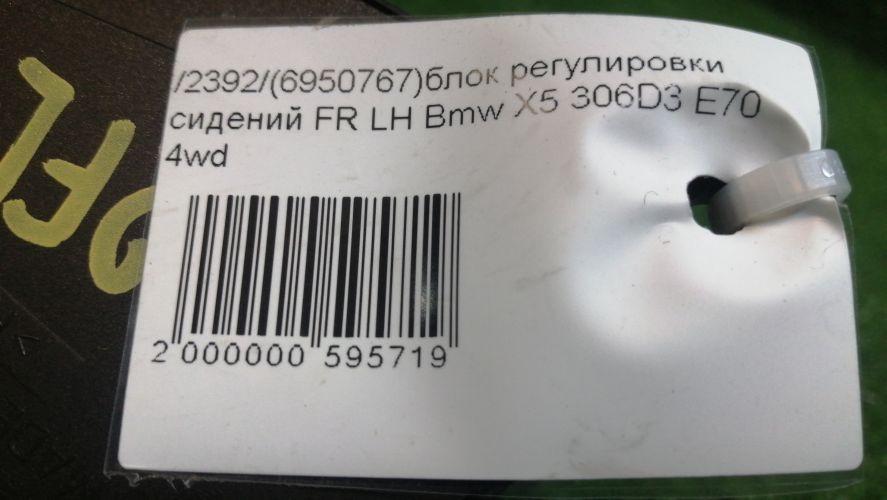 /2392/(6950767)блок регулировки
сидений FR LH Bmw X5 306D3 E70
4wd
2 000000 595719